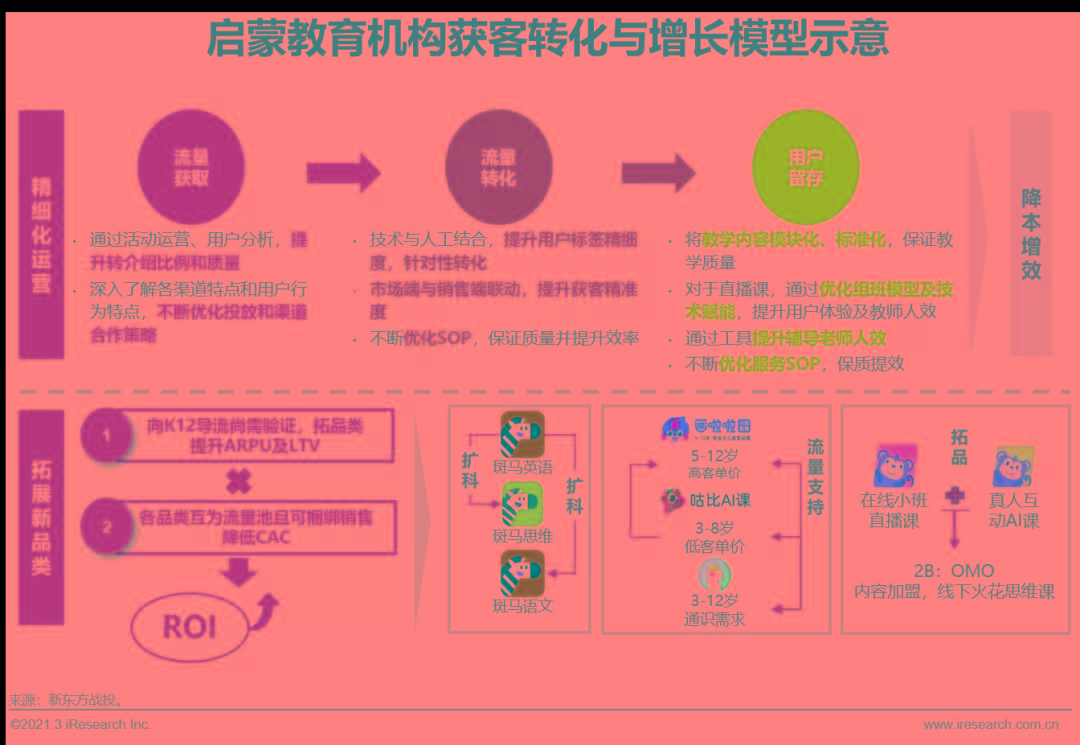 启蒙教育机构获客转化与增长模型示意
精细化运营
流量
获取
流量
转化
用户
留存
降本增效
• 通过活动运营、用户分析，提
升转介绍比例和质量
• 深入了解各渠道特点和用户行
为特点，不断优化投放和渠道
合作策略
• 技术与人工结合，提升用户标签精细
度，针对性转化
• 市场端与销售端联动，提升获客精准
度
• 不断优化SOP，保证质量并提升效率
• 将教学内容模块化、标准化，保证教
学质量
• 对于直播课，通过优化组班模型及技
术赋能，提升用户体验及教师人效
• 通过工具提升辅导老师人效
• 不断优化服务SOP，保质提效
拓展新品类
1
向K12导流尚需验证，拓品类
提升ARPU及LTV
2
各品类互为流量池且可捆绑销售
降低CAC
ROI
扩科
斑马英语
扩科
斑马思维
斑马语文
画啦啦
5-12岁
高客单价
咕比AI课
3-8岁
低客单价
3-12岁
通识需求
流量支持
拓品
在线小班
直播课
真人互
动AI课
2B：OMO
内容加盟，线下火花思维课
来源：新东方战投。
©2021.3 iResearch Inc.
www.iresearch.com.cn